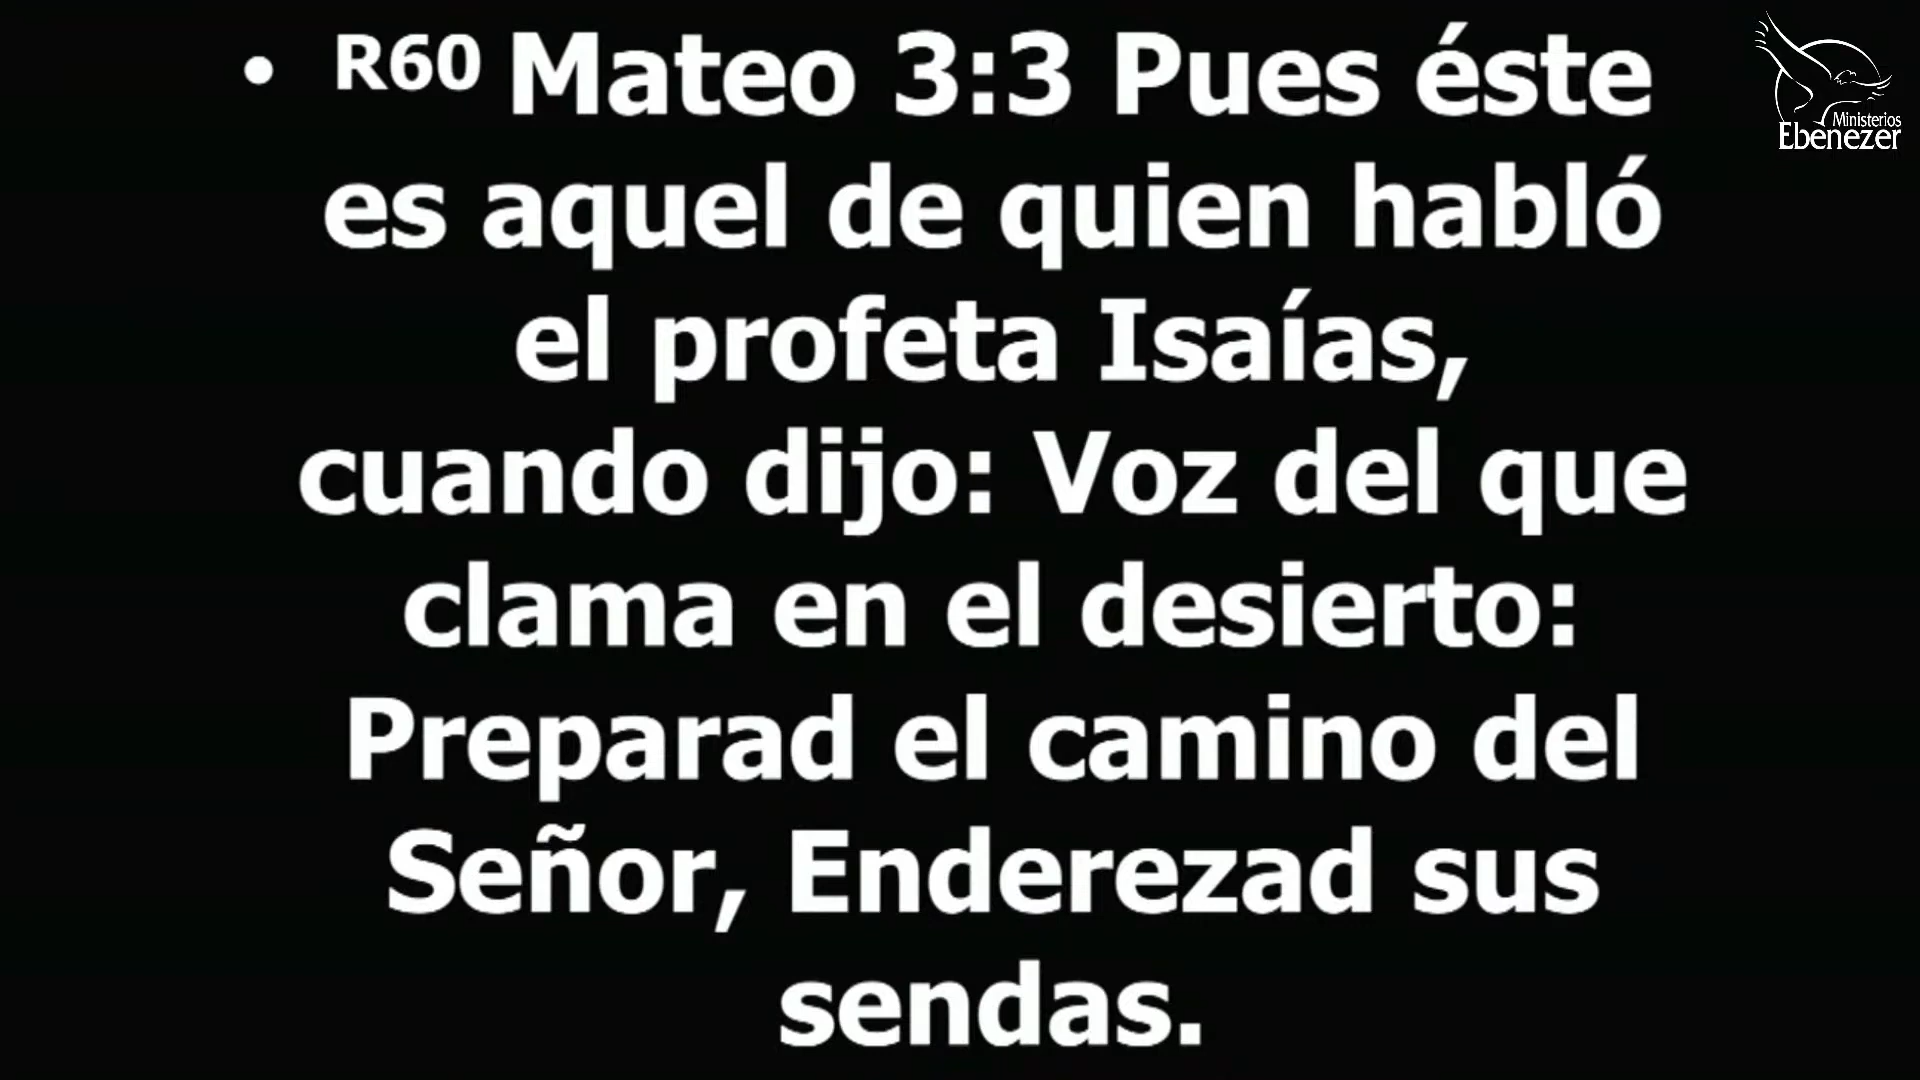 • R60 Mateo 3:3 Pues éste
es aquel de quien habló
el profeta Isaías,
cuando dijo: Voz del que
clama en el desierto:
Preparad el camino del
Señor, Enderezad sus
sendas.
Ministerios
Ebenezer